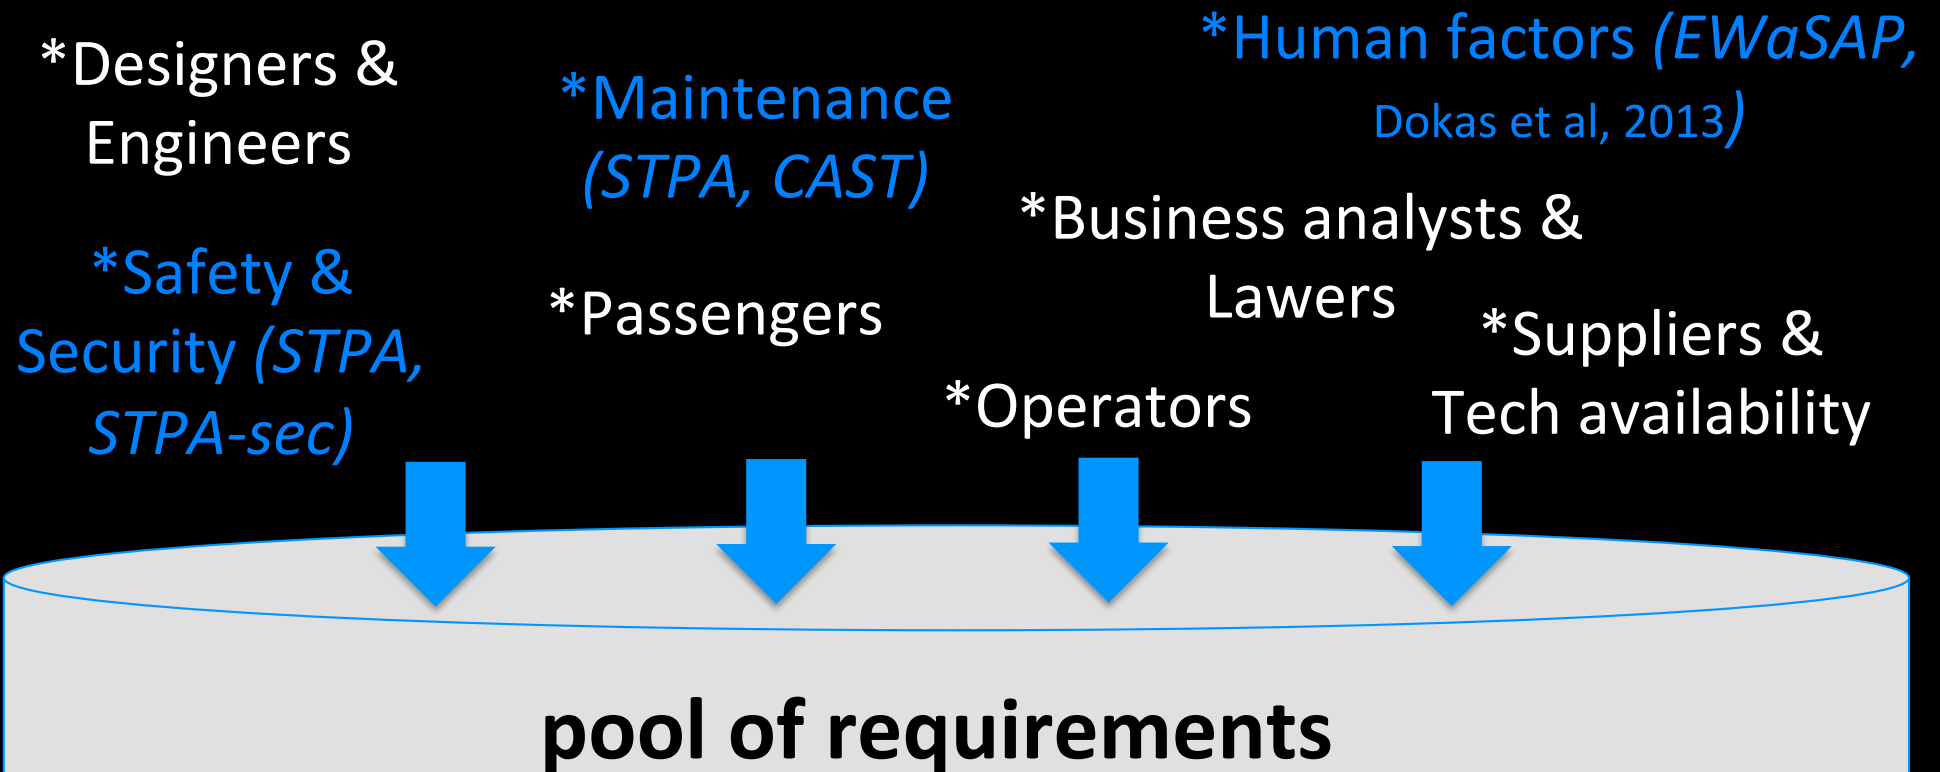 *Designers &
Engineers
*Maintenance
(STPA, CAST)
*Human factors (EWaSAP,
Dokas et al, 2013)
*Safety &
Security (STPA,
STPA-sec)
*Passengers
*Business analysts &
Lawers
*Operators
*Suppliers &
Tech availability
pool of requirements